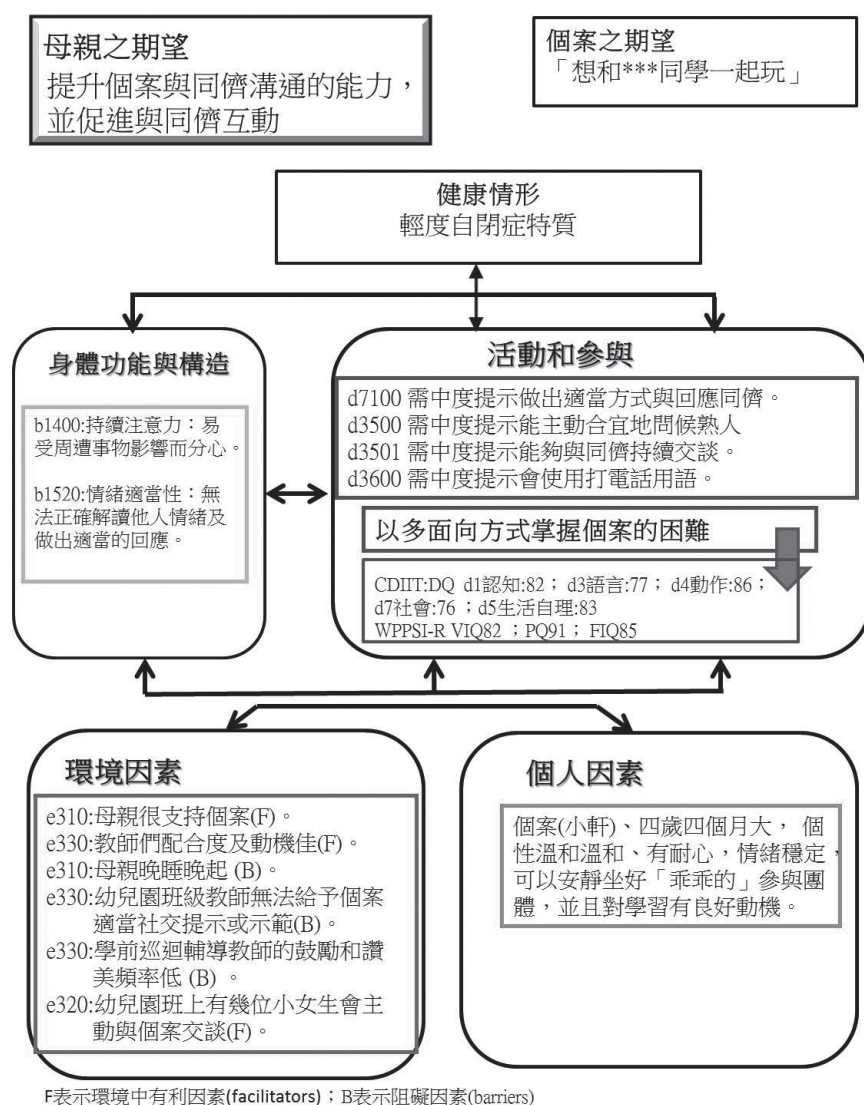 母親之期望
提升個案與同儕溝通的能力，
並促進與同儕互動
個案之期望
「想和***同學一起玩」
健康情形
輕度自閉症特質
身體功能與構造
b1400:持續注意力：易
受周遭事物影響而分心。
b1520:情緒適當性：無
法正確解讀他人情緒及
做出適當的回應。
活動和參與
d7100 需中度提示做出適當方式與回應同儕。
d3500 需中度提示能主動合宜地問候熟人
d3501 需中度提示能夠與同儕持續交談。
d3600 需中度提示會使用打電話用語。
以多面向方式掌握個案的困難
CDIIT:DQ d1認知:82； d3語言:77； d4動作:86；
d7社會:76 ；d5生活自理:83
WPPSI-R VIQ82 ；PQ91； FIQ85
環境因素
e310:母親很支持個案(F)。
e330:教師們配合度及動機佳(F)。
e310:母親晚睡晚起 (B)。
e330:幼兒園班級教師無法給予個案
適當社交提示或示範(B)。
e330:學前巡迴輔導教師的鼓勵和讚
美頻率低 (B) 。
e320:幼兒園班上有幾位小女生會主
動與個案交談(F)。
個人因素
個案(小軒)、四歲四個月大， 個
性溫和溫和、有耐心，情緒穩定，
可以安靜坐好「乖乖的」參與團
體，並且對學習有良好動機。
F表示環境中有利因素(facilitators)；B表示阻礙因素(barriers)